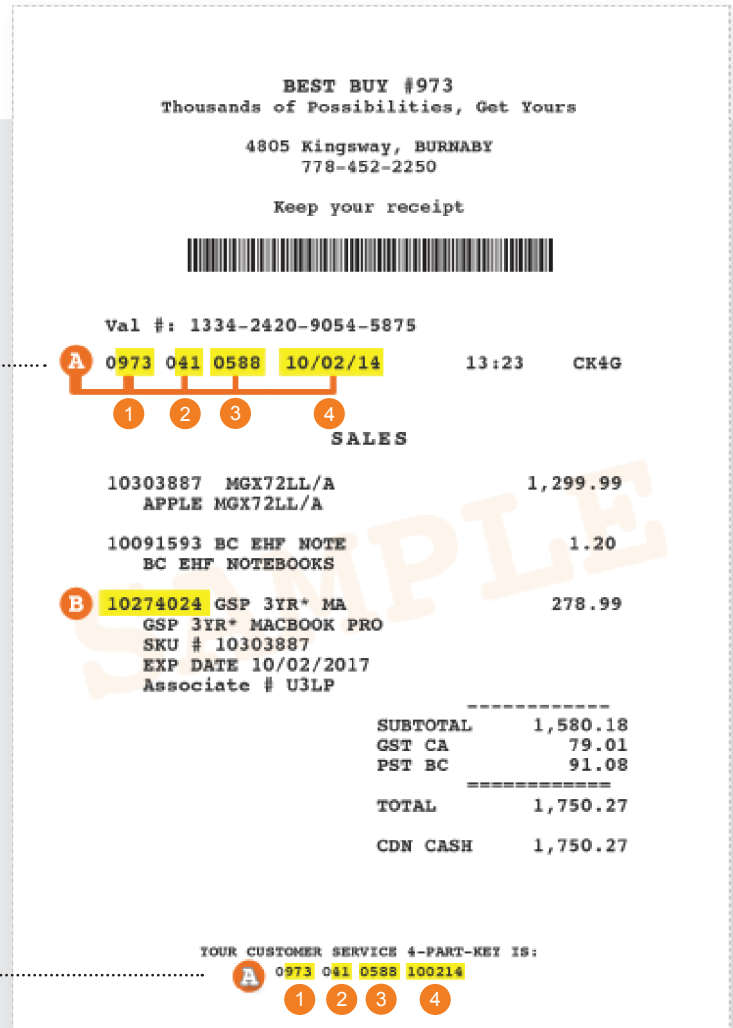 BEST BUY #973
Thousands of Possibilities, Get Yours
4805 Kingsway, BURNABY
778-452-2250
Keep your receipt
Val #: 1334-2420-9054-5875
A 0973 041 0588 10/02/14 13:23 CK4G
1 2 3 4
SALES
10303887 MGX72LL/A 1,299.99
APPLE MGX72LL/A
10091593 BC EHF NOTE 1.20
BC EHF NOTEBOOKS
B 10274024 GSP 3YR* MA 278.99
GSP 3YR* MACBOOK PRO
SKU # 10303887
EXP DATE 10/02/2017
Associate # U3LP
SAMPLE
SUBTOTAL 1,580.18
GST CA 79.01
PST BC 91.08
TOTAL 1,750.27
CDN CASH 1,750.27
YOUR CUSTOMER SERVICE 4-PART-KEY IS:
A 0973 041 0588 100214
1 2 3 4